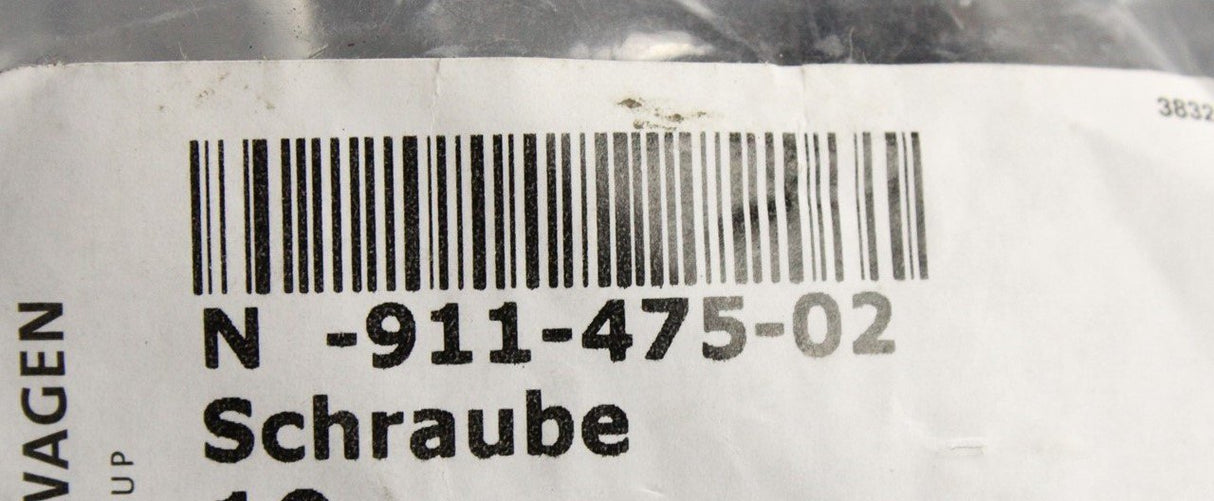 3832
N -911-475-02
Schraube
WAGEN
UP